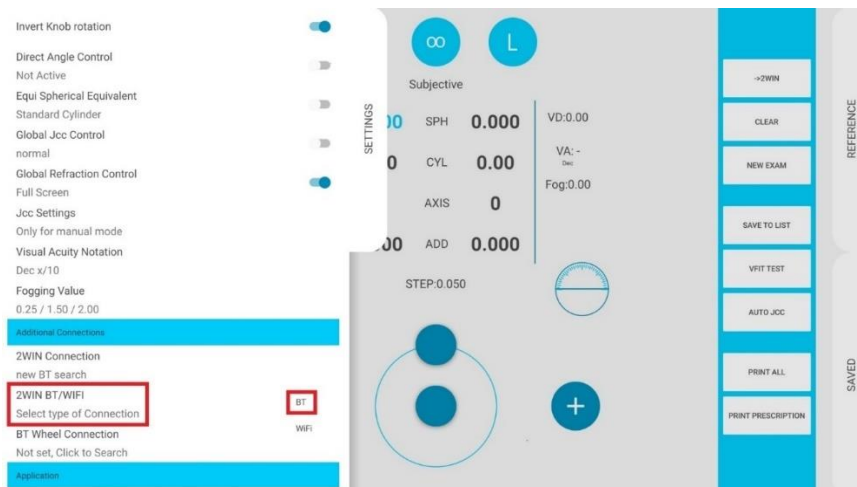 Invert Knob rotation
Direct Angle Control
Not Active
Equi Spherical Equivalent
Standard Cylinder
Global Jcc Control
normal
Global Refraction Control
Full Screen
Jcc Settings
Only for manual mode
Visual Acuity Notation
Dec x/10
Fogging Value
0.25 / 1.50 / 2.00
Additional Connections
2WIN Connection
new BT search
2WIN BT/WIFI
Select type of Connection
BT
WiFi
BT Wheel Connection
Not set, Click to Search
Application
SETTINGS
∞ L
Subjective
00 SPH 0.000
0 CYL 0.00
AXIS 0
00 ADD 0.000
VD:0.00
VA: -
Dec
Fog:0.00
STEP:0.050
+
->2WIN
CLEAR
NEW EXAM
SAVE TO LIST
VFIT TEST
AUTO JCC
PRINT ALL
PRINT PRESCRIPTION
REFERENCE
SAVED